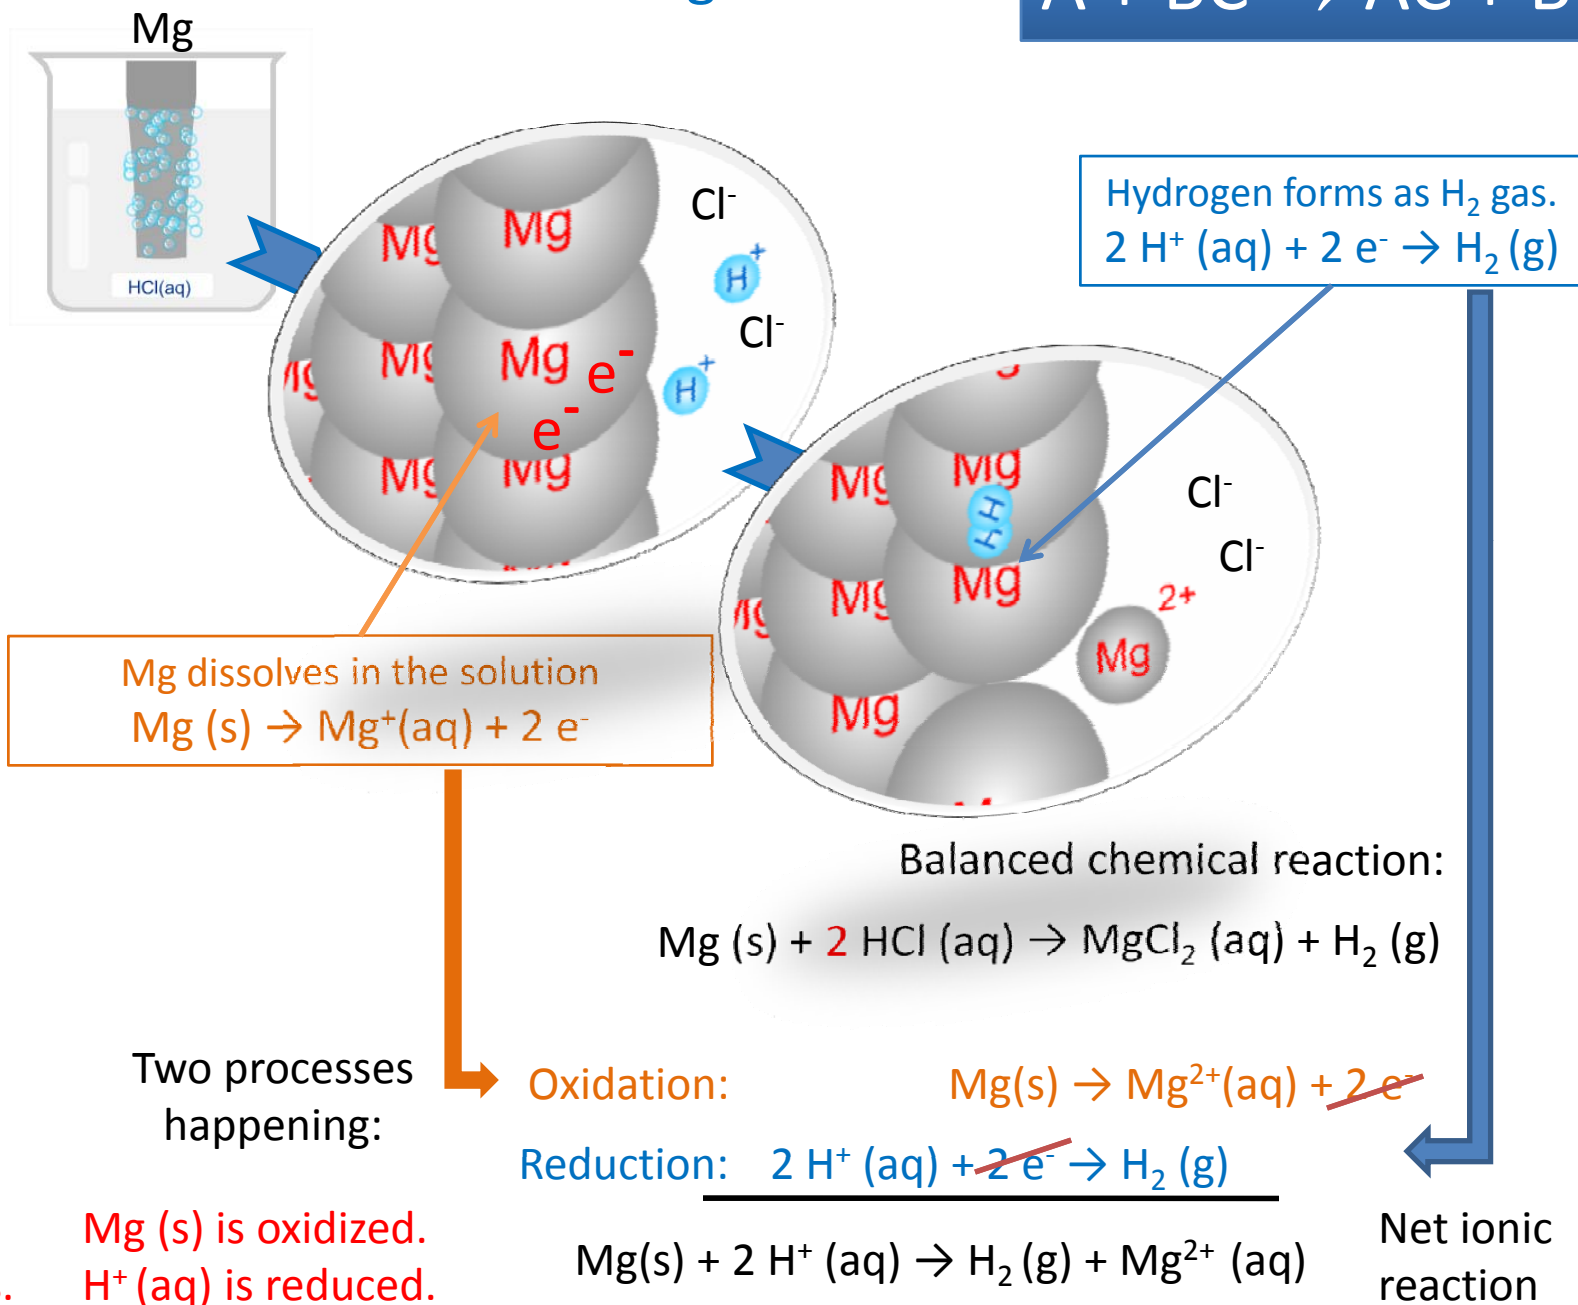 A + BC → AC + B
Mg
HCl(aq)
Mg
Mg
Mg
Mg
Mg
Mg
e⁻
e⁻
Cl⁻
H⁺
Cl⁻
H⁺
Hydrogen forms as H₂ gas.
2 H⁺ (aq) + 2 e⁻ → H₂ (g)
Mg
Mg
H
H
Mg
Mg
Mg
Cl⁻
Cl⁻
Mg²⁺
Mg dissolves in the solution
Mg (s) → Mg⁺(aq) + 2 e⁻
Balanced chemical reaction:
Mg (s) + 2 HCl (aq) → MgCl₂ (aq) + H₂ (g)
Two processes
happening:
Oxidation: Mg(s) → Mg²⁺(aq) + 2 e⁻
Reduction: 2 H⁺ (aq) + 2 e⁻ → H₂ (g)
Mg (s) is oxidized.
H⁺ (aq) is reduced.
Mg(s) + 2 H⁺ (aq) → H₂ (g) + Mg²⁺ (aq)
Net ionic
reaction